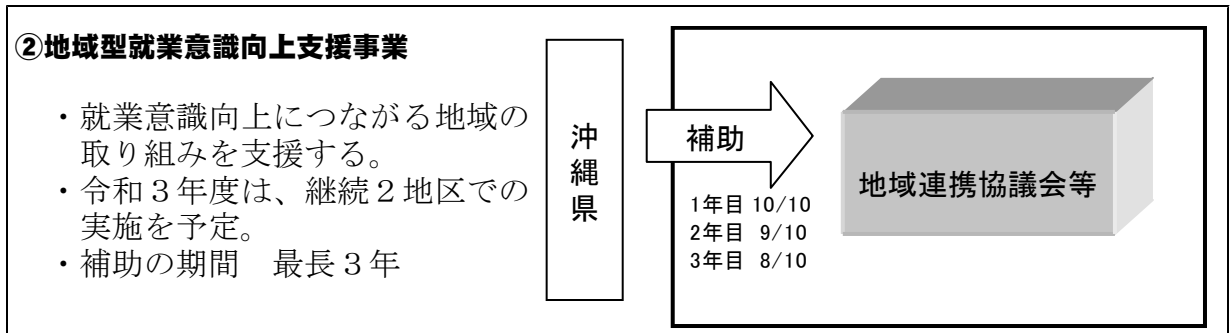 ②地域型就業意識向上支援事業
・就業意識向上につながる地域の
取り組みを支援する。
・令和３年度は、継続２地区での
実施を予定。
・補助の期間　最長３年
沖縄県
補助
1年目 10/10
2年目 9/10
3年目 8/10
地域連携協議会等